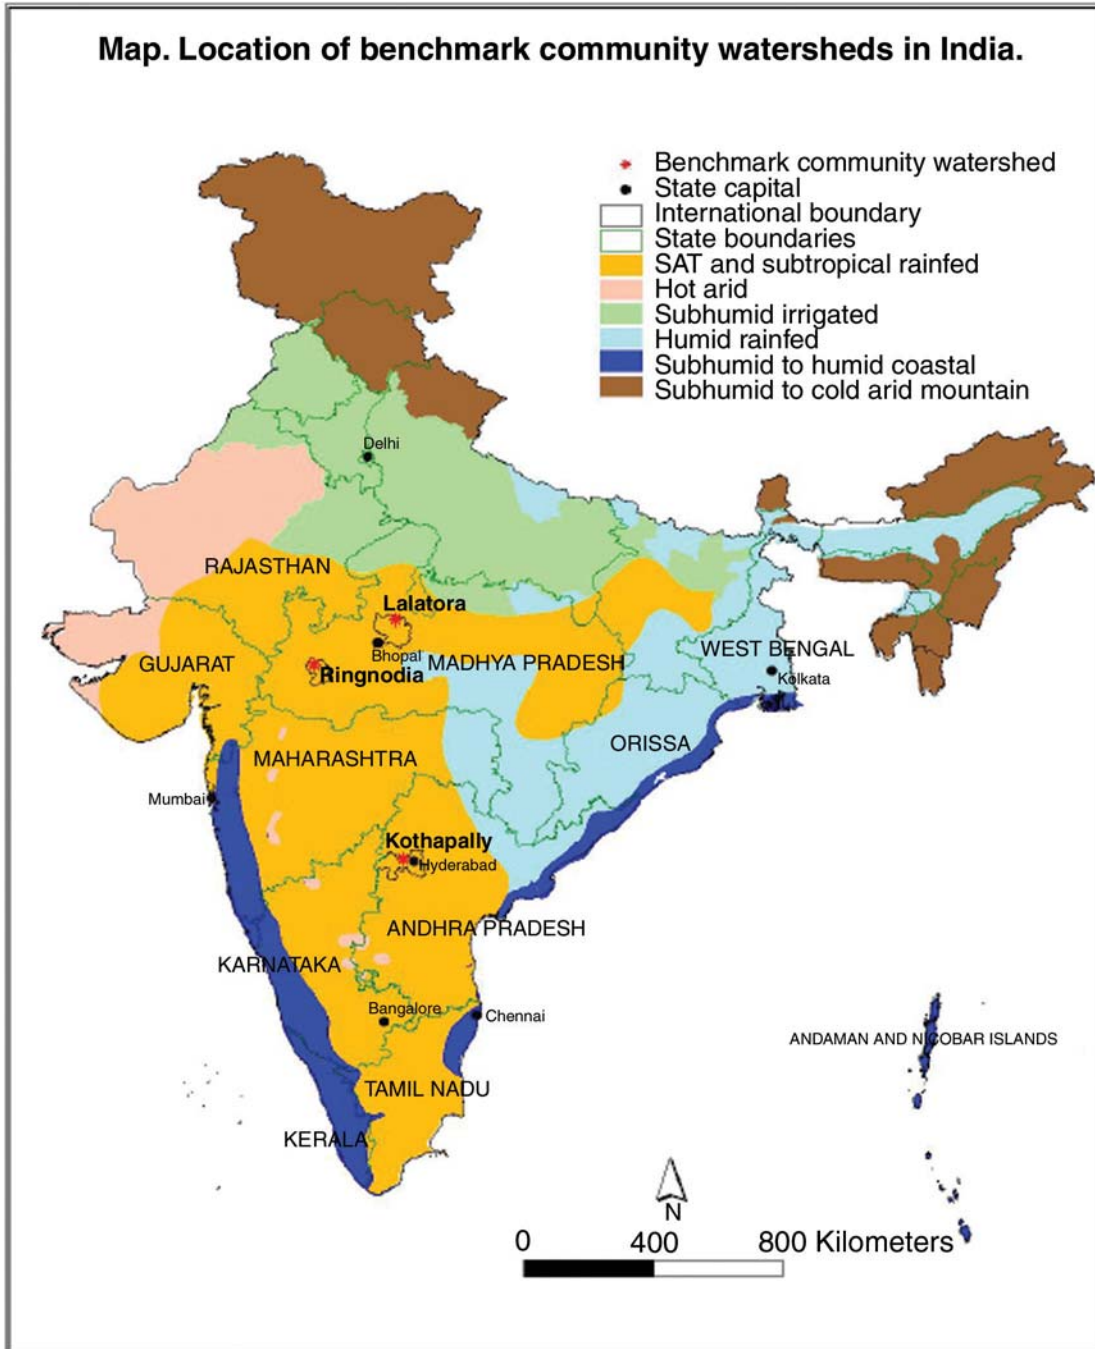 Map. Location of benchmark community watersheds in India.
Benchmark community watershed
State capital
International boundary
State boundaries
SAT and subtropical rainfed
Hot arid
Subhumid irrigated
Humid rainfed
Subhumid to humid coastal
Subhumid to cold arid mountain
Delhi
RAJASTHAN
Lalatora
Bhopal
GUJARAT
MADHYA PRADESH
WEST BENGAL
Ringnodia
Kolkata
ORISSA
MAHARASHTRA
Mumbai
Kothapally
Hyderabad
ANDHRA PRADESH
KARNATAKA
Bangalore
Chennai
ANDAMAN AND NICOBAR ISLANDS
TAMIL NADU
KERALA
N
0 400 800 Kilometers